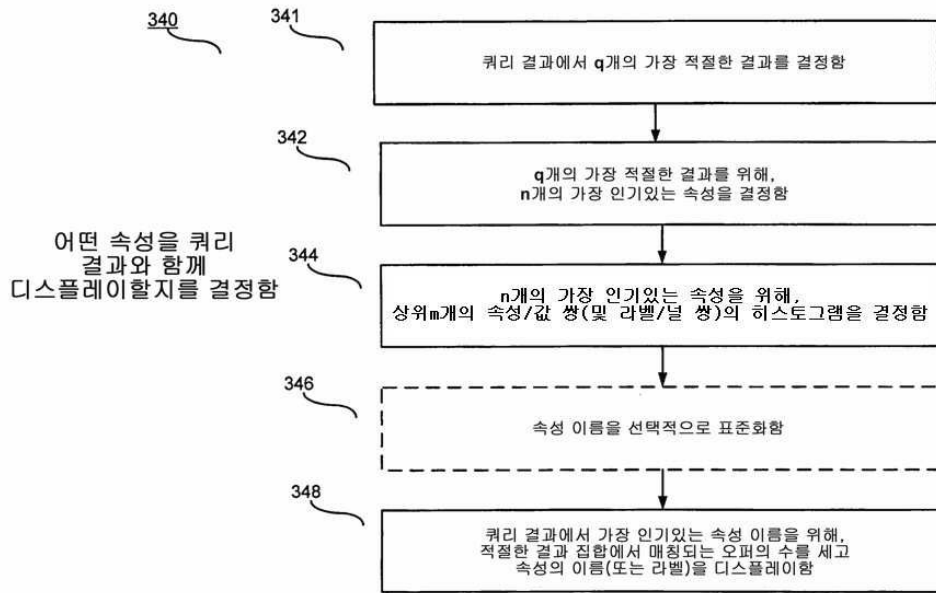 340
341
쿼리 결과에서 q개의 가장 적절한 결과를 결정함
342
q개의 가장 적절한 결과를 위해,
n개의 가장 인기있는 속성을 결정함
어떤 속성을 쿼리
결과와 함께
디스플레이할지를 결정함
344
n개의 가장 인기있는 속성을 위해,
상위m개의 속성/값 쌍(및 라벨/널 쌍)의 히스토그램을 결정함
346
속성 이름을 선택적으로 표준화함
348
쿼리 결과에서 가장 인기있는 속성 이름을 위해,
적절한 결과 집합에서 매칭되는 오퍼의 수를 세고
속성의 이름(또는 라벨)을 디스플레이함